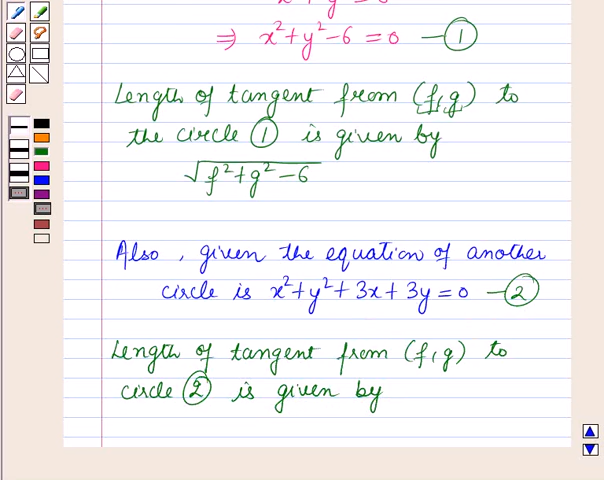 ⇒ x²+y²-6=0 —①
Length of tangent from (f,g) to
the circle ① is given by
√f²+g²-6
Also, given the equation of another
circle is x²+y²+3x+3y=0 —②
Length of tangent from (f,g) to
circle ② is given by